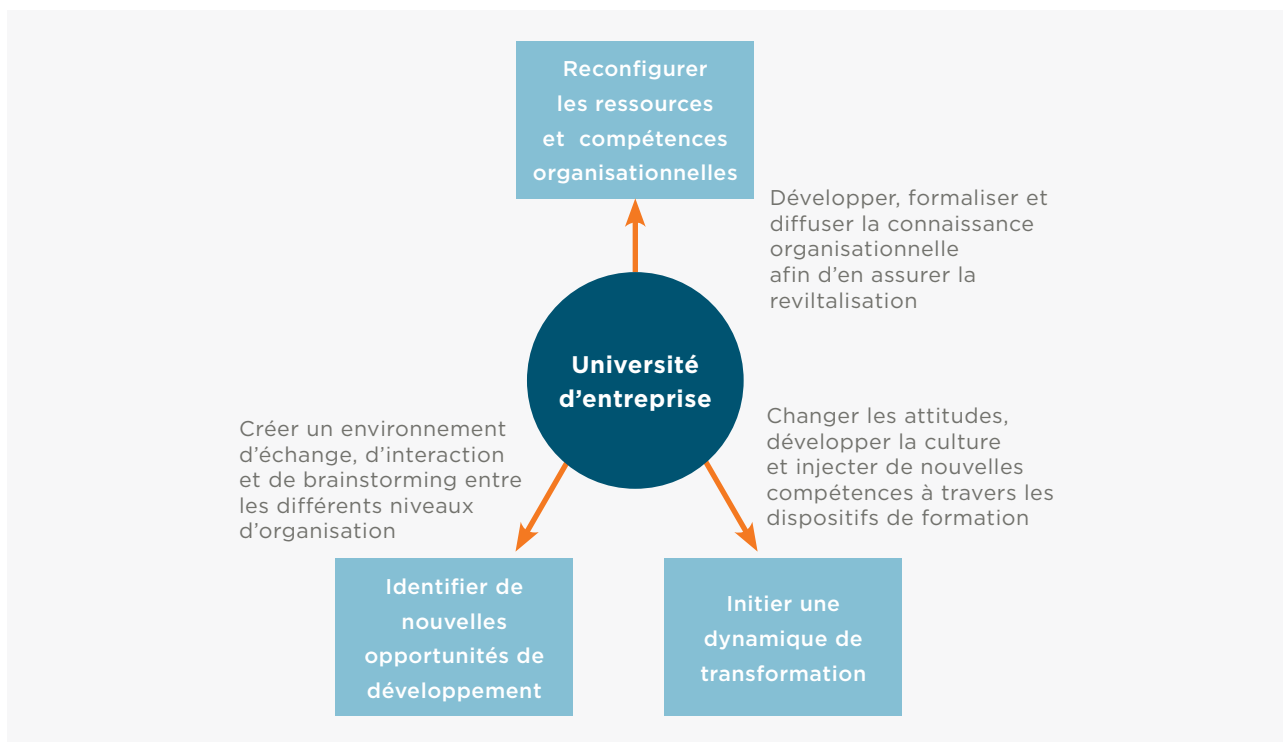 Reconfigurer
les ressources
et compétences
organisationnelles
Développer, formaliser et
diffuser la connaissance
organisationnelle
afin d’en assurer la
reviltalisation
Université
d’entreprise
Créer un environnement
d’échange, d’interaction
et de brainstorming entre
les différents niveaux
d’organisation
Changer les attitudes,
développer la culture
et injecter de nouvelles
compétences à travers les
dispositifs de formation
Identifier de
nouvelles
opportunités de
développement
Initier une
dynamique de
transformation